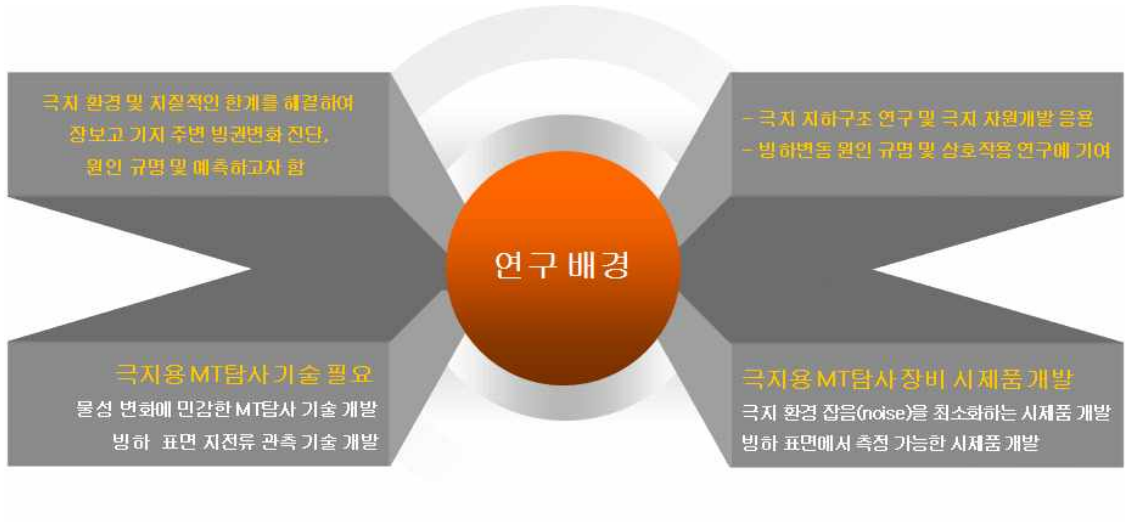 극지 환경 및 지질적인 한계를 해결하여
장보고 기지 주변 빙권변화 진단,
원인 규명 및 예측하고자 함
- 극지 지하구조 연구 및 극지 자원개발 응용
- 빙하변동 원인 규명 및 상호작용 연구에 기여
연구 배경
극지용 MT탐사 기술 필요
물성 변화에 민감한 MT탐사 기술 개발
빙하 표면 지전류 관측 기술 개발
극지용 MT탐사 장비 시제품 개발
극지 환경 잡음(noise)을 최소화하는 시제품 개발
빙하 표면에서 측정 가능한 시제품 개발